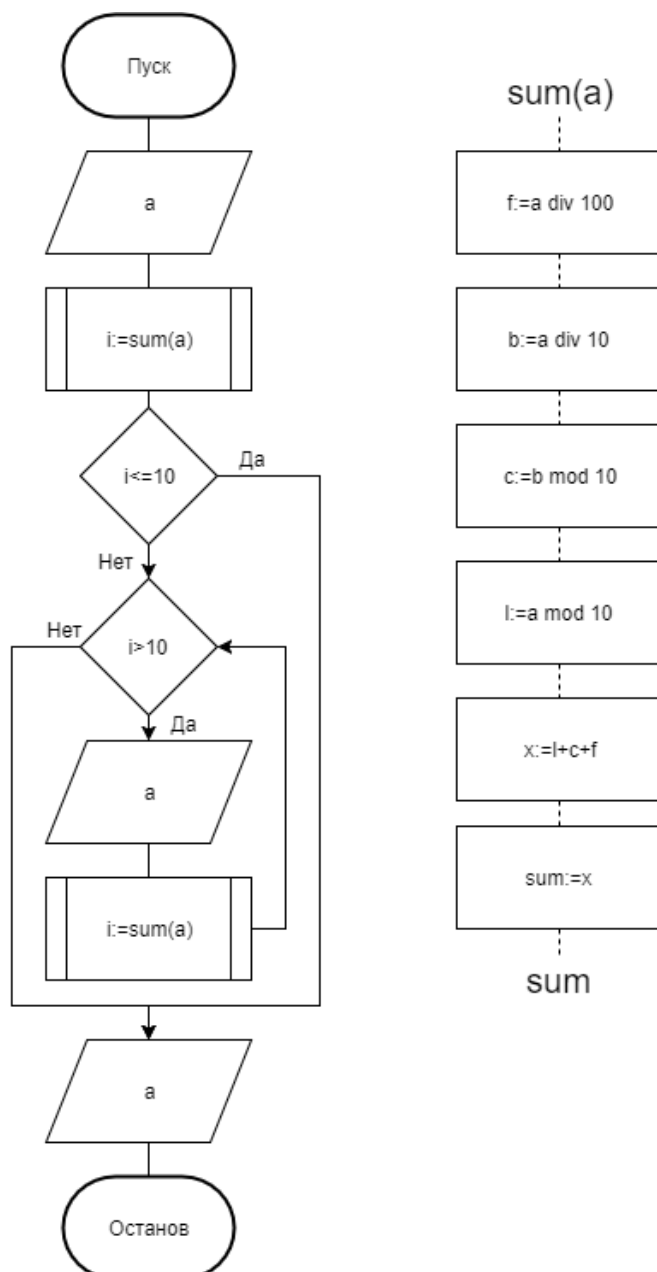 Пуск
a
i:=sum(a)
i<=10
Да
Нет
i>10
Нет
Да
a
i:=sum(a)
a
Останов
sum(a)
f:=a div 100
b:=a div 10
c:=b mod 10
l:=a mod 10
x:=l+c+f
sum:=x
sum